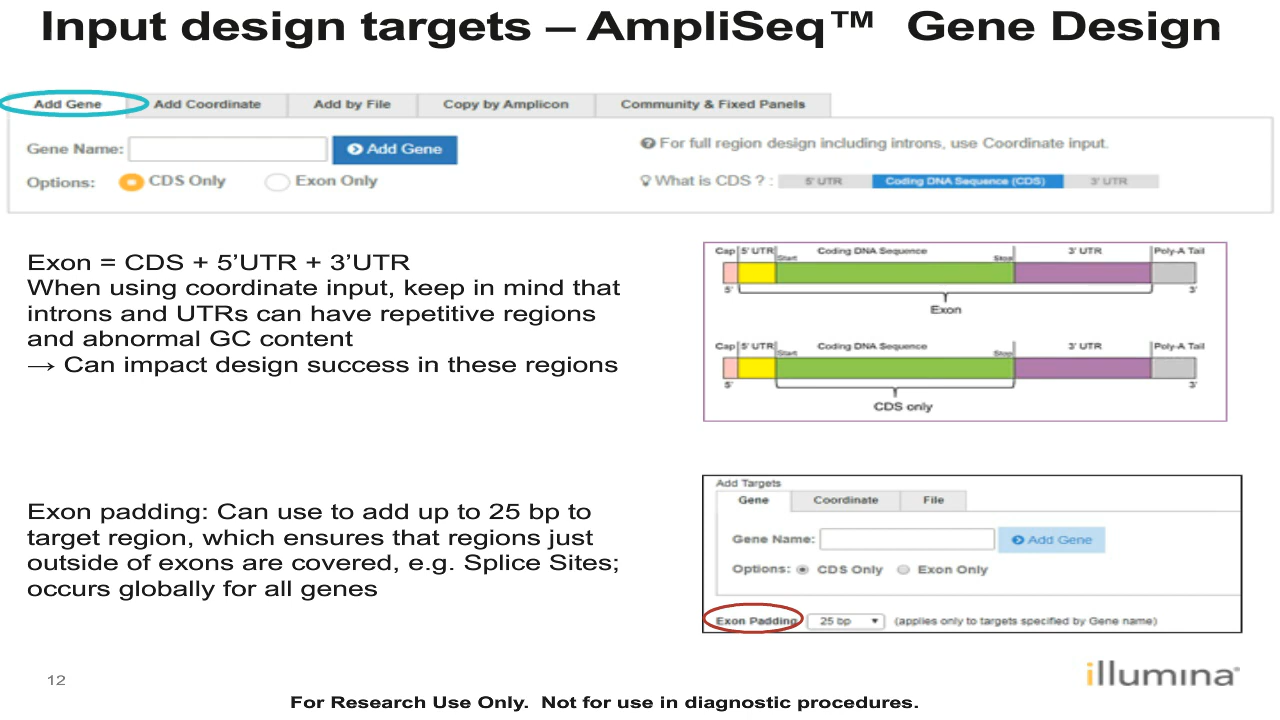 Input design targets – AmpliSeq™ Gene Design
Add Gene Add Coordinate Add by File Copy by Amplicon Community & Fixed Panels
Gene Name: Add Gene For full region design including introns, use Coordinate input.
Options: CDS Only Exon Only What is CDS ? : 5' UTR Coding DNA Sequence (CDS) 3' UTR
Exon = CDS + 5’UTR + 3’UTR
When using coordinate input, keep in mind that
introns and UTRs can have repetitive regions
and abnormal GC content
→ Can impact design success in these regions
Cap 5' UTR Coding DNA Sequence 3' UTR Poly-A Tail
Start Stop
5' 3'
Exon
Cap 5' UTR Coding DNA Sequence 3' UTR Poly-A Tail
Start Stop
5' 3'
CDS only
Exon padding: Can use to add up to 25 bp to
target region, which ensures that regions just
outside of exons are covered, e.g. Splice Sites;
occurs globally for all genes
Add Targets
Gene Coordinate File
Gene Name: Add Gene
Options: CDS Only Exon Only
Exon Padding 25 bp (applies only to targets specified by Gene name)
12
illumina®
For Research Use Only. Not for use in diagnostic procedures.